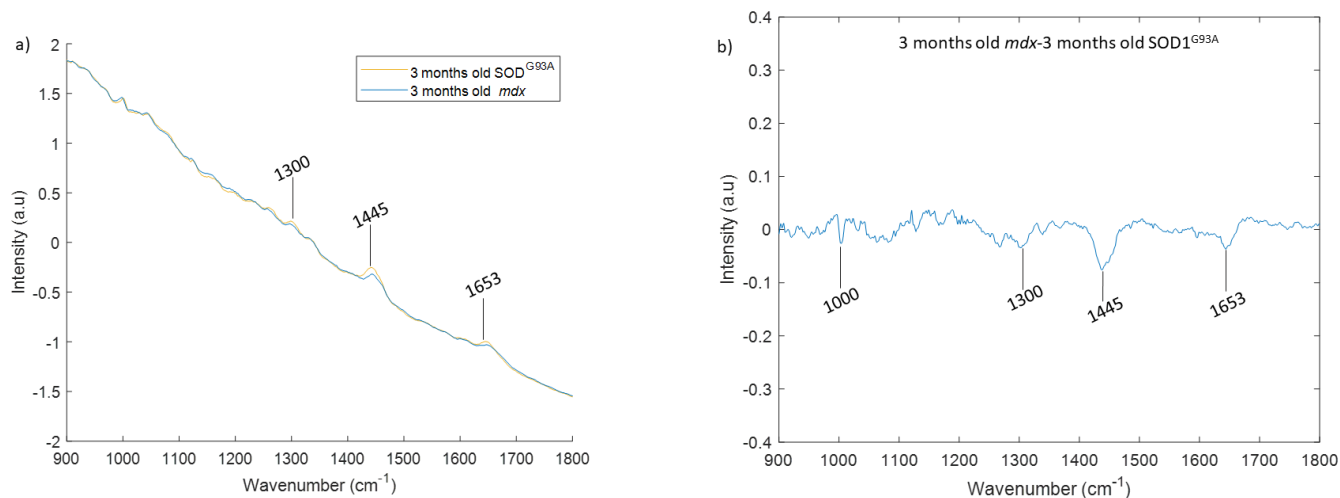 a)
2
1.5
1
0.5
0
-0.5
-1
-1.5
-2
Intensity (a.u)
3 months old SOD^G93A
3 months old mdx
1300
1445
1653
900 1000 1100 1200 1300 1400 1500 1600 1700 1800
Wavenumber (cm⁻¹)
b)
0.4
0.3
0.2
0.1
0
-0.1
-0.2
-0.3
-0.4
Intensity (a.u)
3 months old mdx-3 months old SOD1^G93A
1000
1300
1445
1653
900 1000 1100 1200 1300 1400 1500 1600 1700 1800
Wavenumber (cm⁻¹)